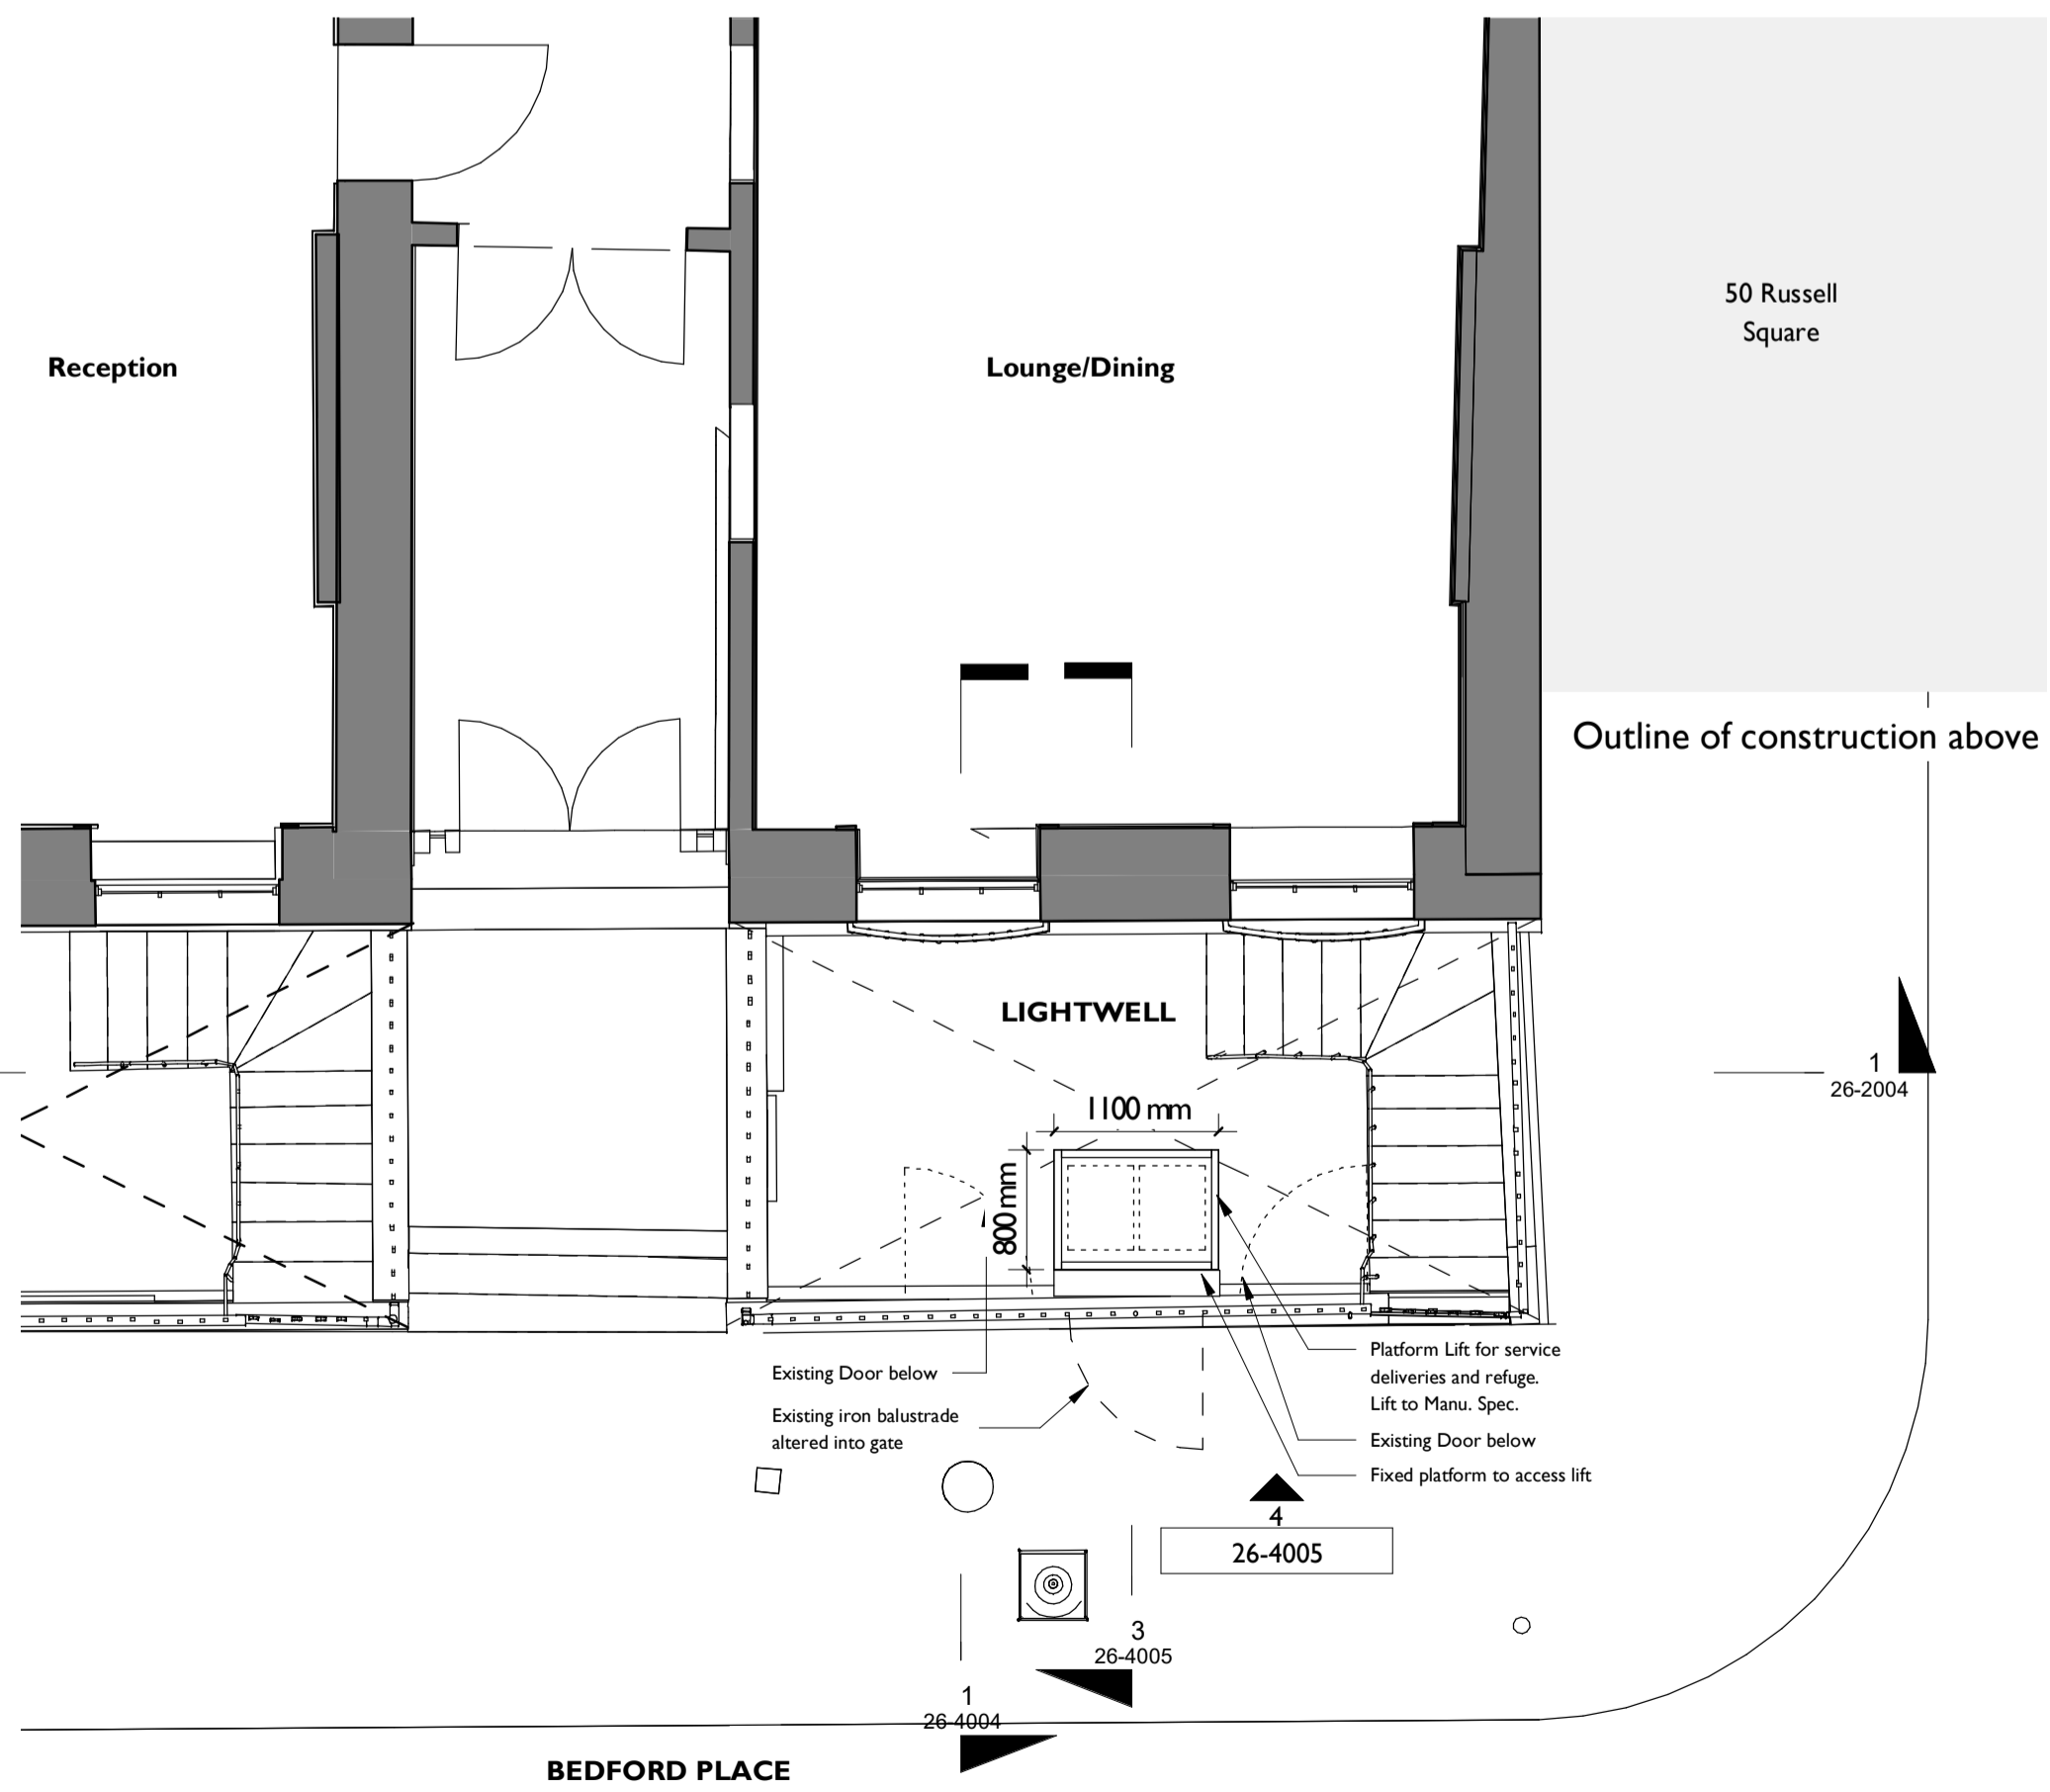 50 Russell
Square
Reception
Lounge/Dining
Outline of construction above
LIGHTWELL
1
26-2004
1100 mm
800mm
Existing Door below
Existing iron balustrade
altered into gate
Platform Lift for service
deliveries and refuge.
Lift to Manu. Spec.
Existing Door below
Fixed platform to access lift
4
26-4005
3
26-4005
1
26-4004
BEDFORD PLACE